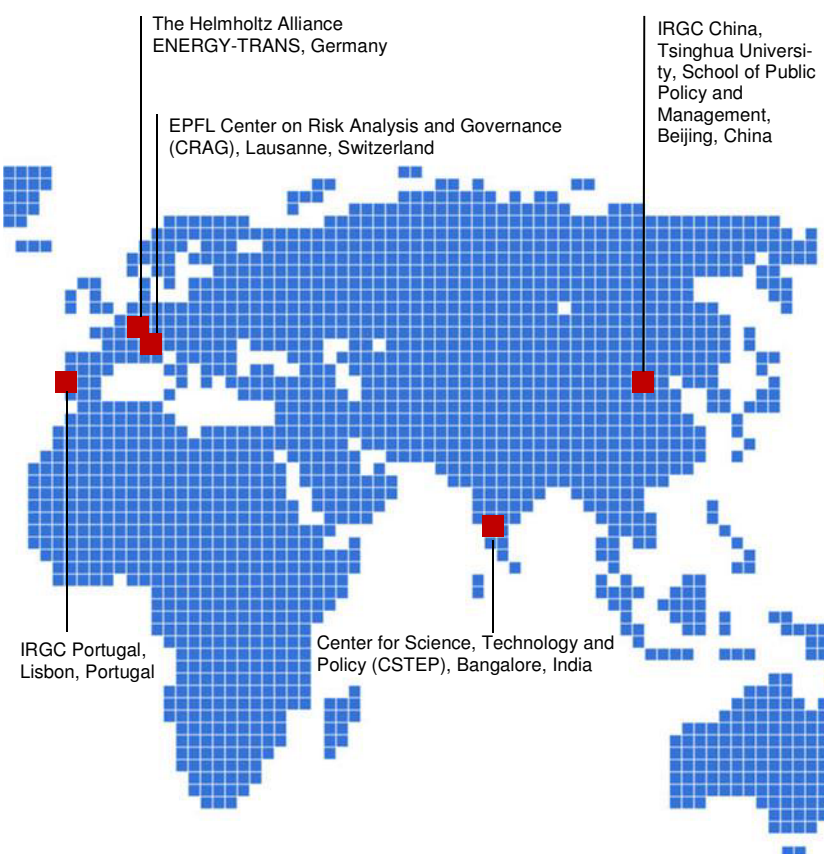 The Helmholtz Alliance
ENERGY-TRANS, Germany
IRGC China,
Tsinghua Universi-
ty, School of Public
Policy and
Management,
Beijing, China
EPFL Center on Risk Analysis and Governance
(CRAG), Lausanne, Switzerland
IRGC Portugal,
Lisbon, Portugal
Center for Science, Technology and
Policy (CSTEP), Bangalore, India